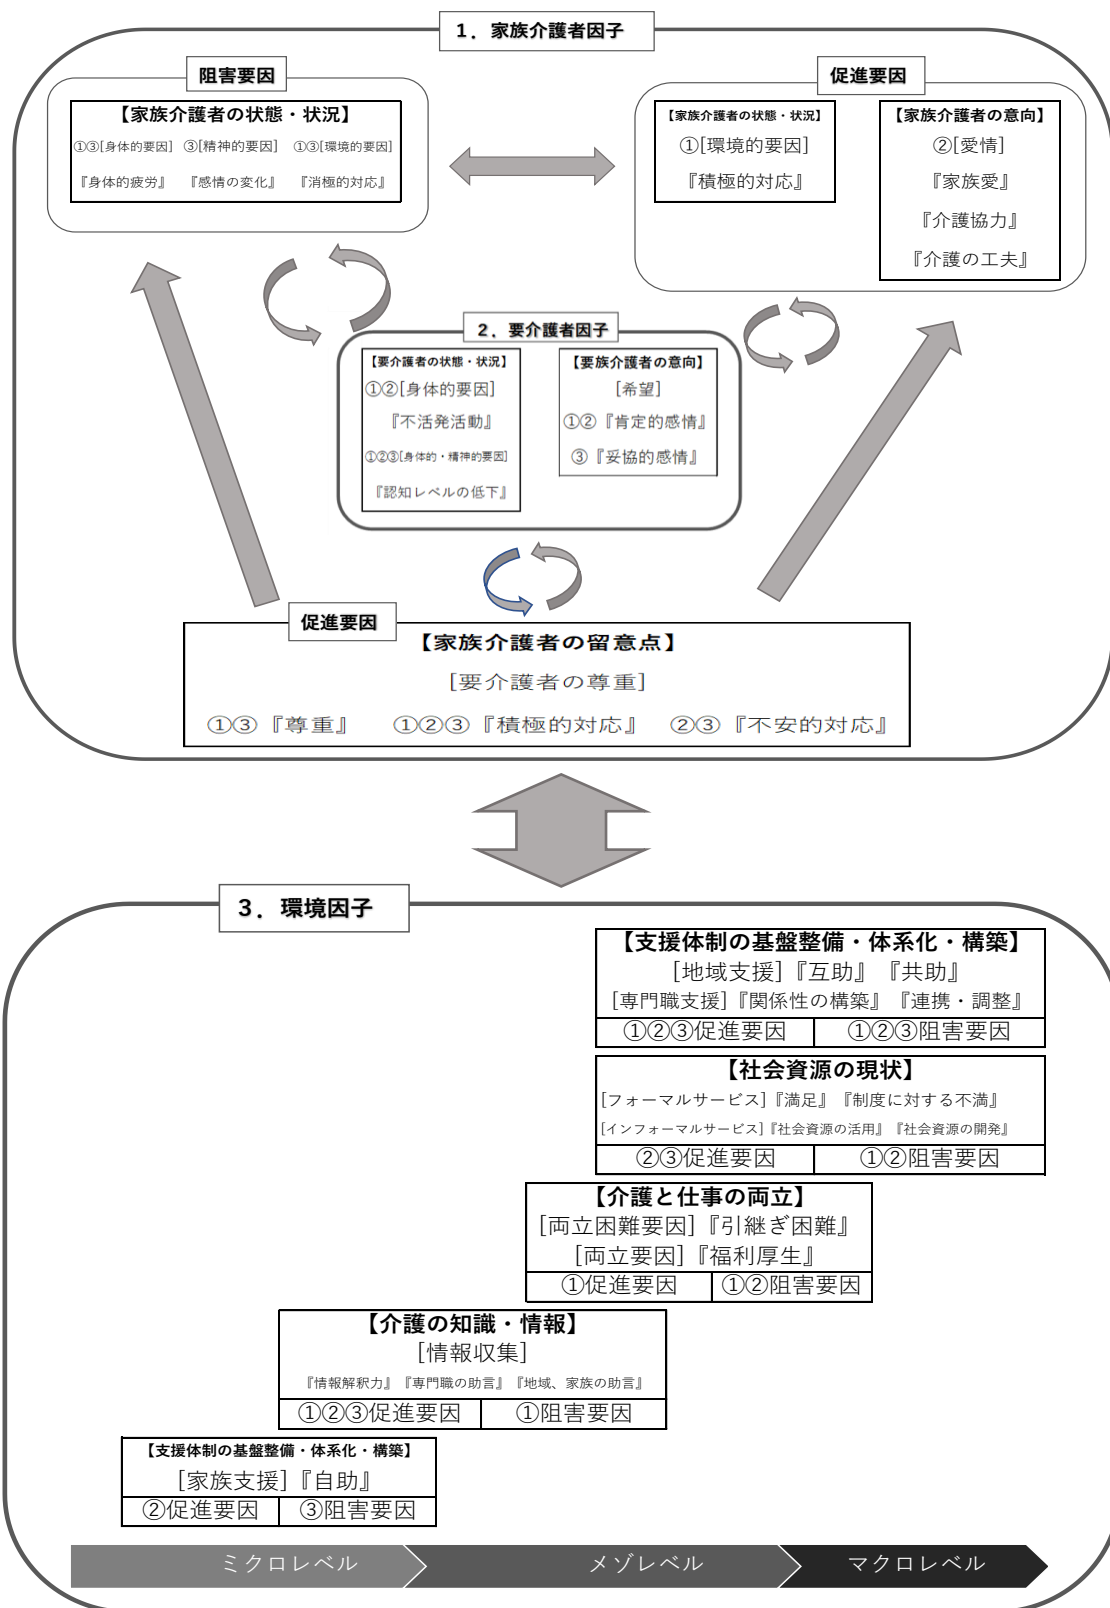 1．家族介護者因子
阻害要因
【家族介護者の状態・状況】
①③[身体的要因] ③[精神的要因] ①③[環境的要因]
『身体的疲労』 『感情の変化』 『消極的対応』
促進要因
【家族介護者の状態・状況】
①[環境的要因]
『積極的対応』
【家族介護者の意向】
②[愛情]
『家族愛』
『介護協力』
『介護の工夫』
2．要介護者因子
【要介護者の状態・状況】
①②[身体的要因]
『不活発活動』
①②③[身体的・精神的要因]
『認知レベルの低下』
【要族介護者の意向】
[希望]
①②『肯定的感情』
③『妥協的感情』
促進要因
【家族介護者の留意点】
[要介護者の尊重]
①③『尊重』 ①②③『積極的対応』 ②③『不安的対応』
3．環境因子
【支援体制の基盤整備・体系化・構築】
[地域支援]『互助』『共助』
[専門職支援]『関係性の構築』『連携・調整』
①②③促進要因 ①②③阻害要因
【社会資源の現状】
[フォーマルサービス]『満足』『制度に対する不満』
[インフォーマルサービス]『社会資源の活用』『社会資源の開発』
②③促進要因 ①②阻害要因
【介護と仕事の両立】
[両立困難要因]『引継ぎ困難』
[両立要因]『福利厚生』
①促進要因 ①②阻害要因
【介護の知識・情報】
[情報収集]
『情報解釈力』『専門職の助言』『地域、家族の助言』
①②③促進要因 ①阻害要因
【支援体制の基盤整備・体系化・構築】
[家族支援]『自助』
②促進要因 ③阻害要因
ミクロレベル メゾレベル マクロレベル